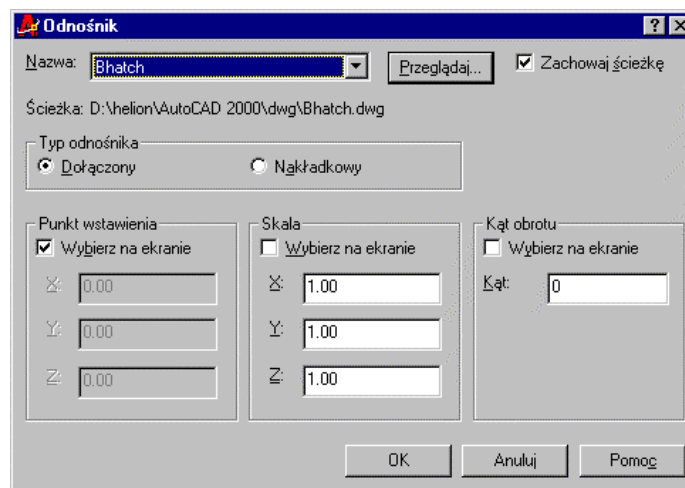 Odnośnik
Nazwa: Bhatch Przeglądaj... Zachowaj ścieżkę
Ścieżka: D:\helion\AutoCAD 2000\dwg\Bhatch.dwg
Typ odnośnika
Dołączony Nakładkowy
Punkt wstawienia Skala Kąt obrotu
Wybierz na ekranie Wybierz na ekranie Wybierz na ekranie
X: 0.00 X: 1.00 Kąt: 0
Y: 0.00 Y: 1.00
Z: 0.00 Z: 1.00
OK Anuluj Pomoc